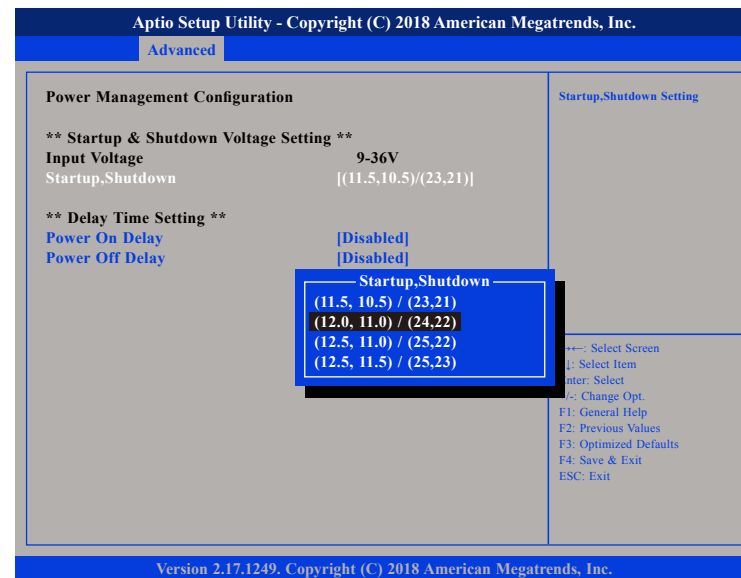 Aptio Setup Utility - Copyright (C) 2018 American Megatrends, Inc.
Advanced
Power Management Configuration
** Startup & Shutdown Voltage Setting **
Input Voltage 9-36V
Startup,Shutdown [(11.5,10.5)/(23,21)]
** Delay Time Setting **
Power On Delay [Disabled]
Power Off Delay [Disabled]
Startup,Shutdown
(11.5, 10.5) / (23,21)
(12.0, 11.0) / (24,22)
(12.5, 11.0) / (25,22)
(12.5, 11.5) / (25,23)
Startup,Shutdown Setting
→←: Select Screen
↓: Select Item
nter: Select
/-: Change Opt.
F1: General Help
F2: Previous Values
F3: Optimized Defaults
F4: Save & Exit
ESC: Exit
Version 2.17.1249. Copyright (C) 2018 American Megatrends, Inc.